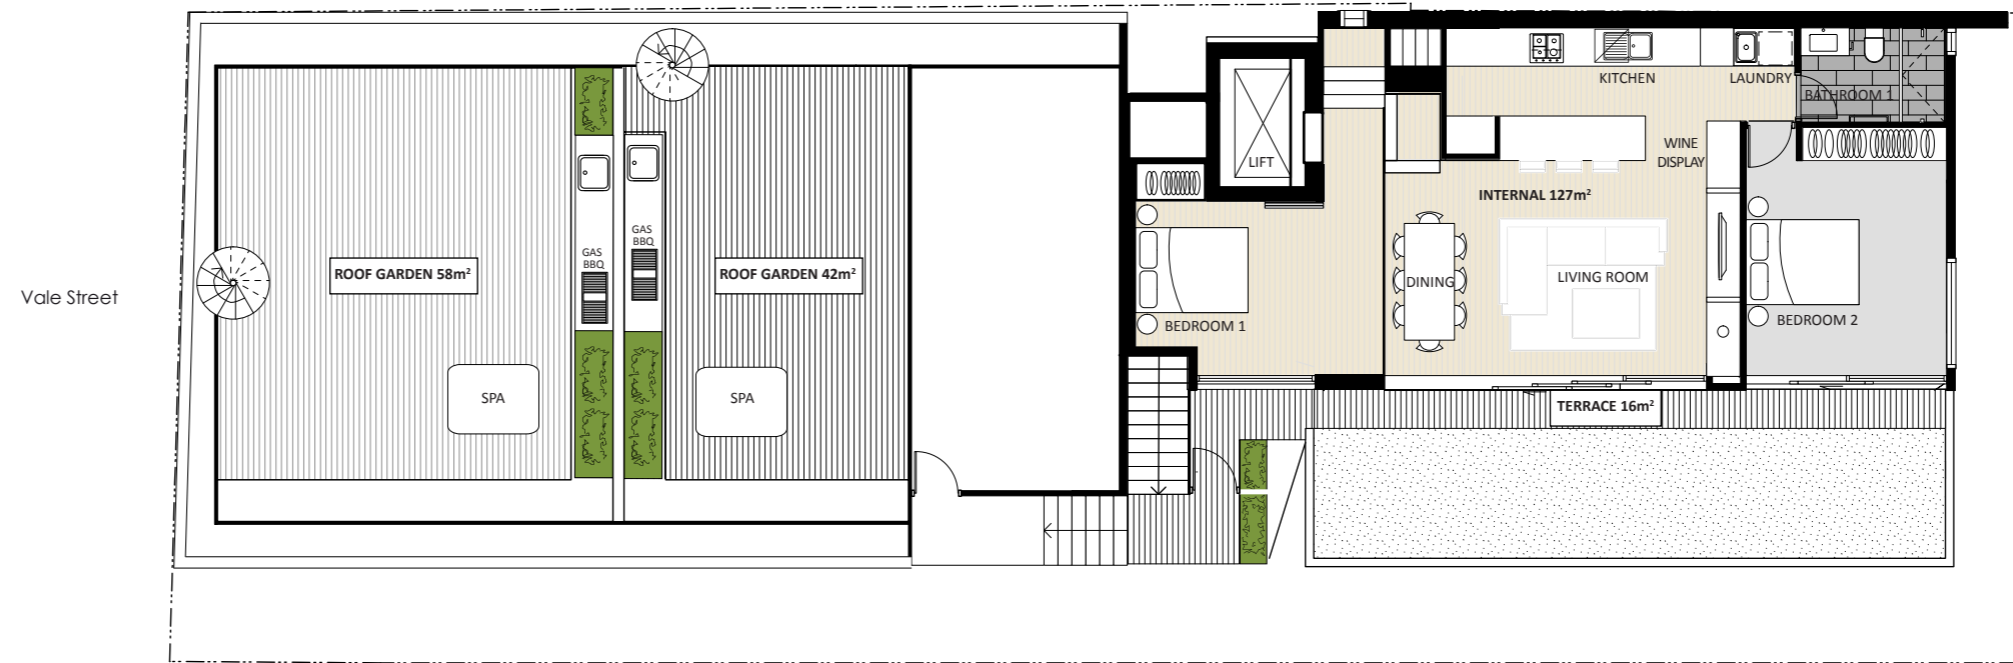 Vale Street
ROOF GARDEN 58m²
GAS
BBQ
SPA
GAS
BBQ
ROOF GARDEN 42m²
SPA
LIFT
BEDROOM 1
KITCHEN
LAUNDRY
BATHROOM 1
WINE
DISPLAY
INTERNAL 127m²
DINING
LIVING ROOM
BEDROOM 2
TERRACE 16m²